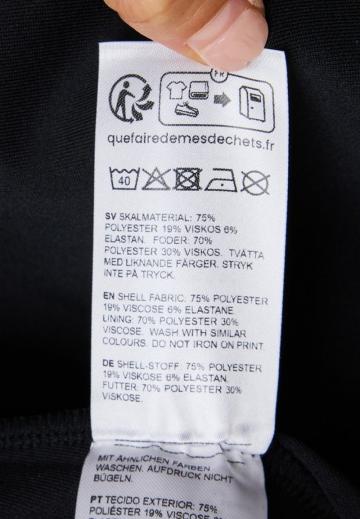 FR
quefairedemesdechets.fr
40
SV SKALMATERIAL: 75%
POLYESTER 19% VISKOS 6%
ELASTAN. FODER: 70%
POLYESTER 30% VISKOS. TVÄTTA
MED LIKNANDE FÄRGER. STRYK
INTE PÅ TRYCK.
EN SHELL FABRIC: 75% POLYESTER
19% VISCOSE 6% ELASTANE.
LINING: 70% POLYESTER 30%
VISCOSE. WASH WITH SIMILAR
COLOURS. DO NOT IRON ON PRINT
DE SHELL-STOFF: 75% POLYESTER
19% VISKOSE 6% ELASTAN.
FUTTER: 70% POLYESTER 30%
VISKOSE.
MIT ÄHNLICHEN FARBEN
WASCHEN. AUFDRUCK NICHT
BÜGELN.
PT TECIDO EXTERIOR: 75%
POLIÉSTER 19% VISCOSE